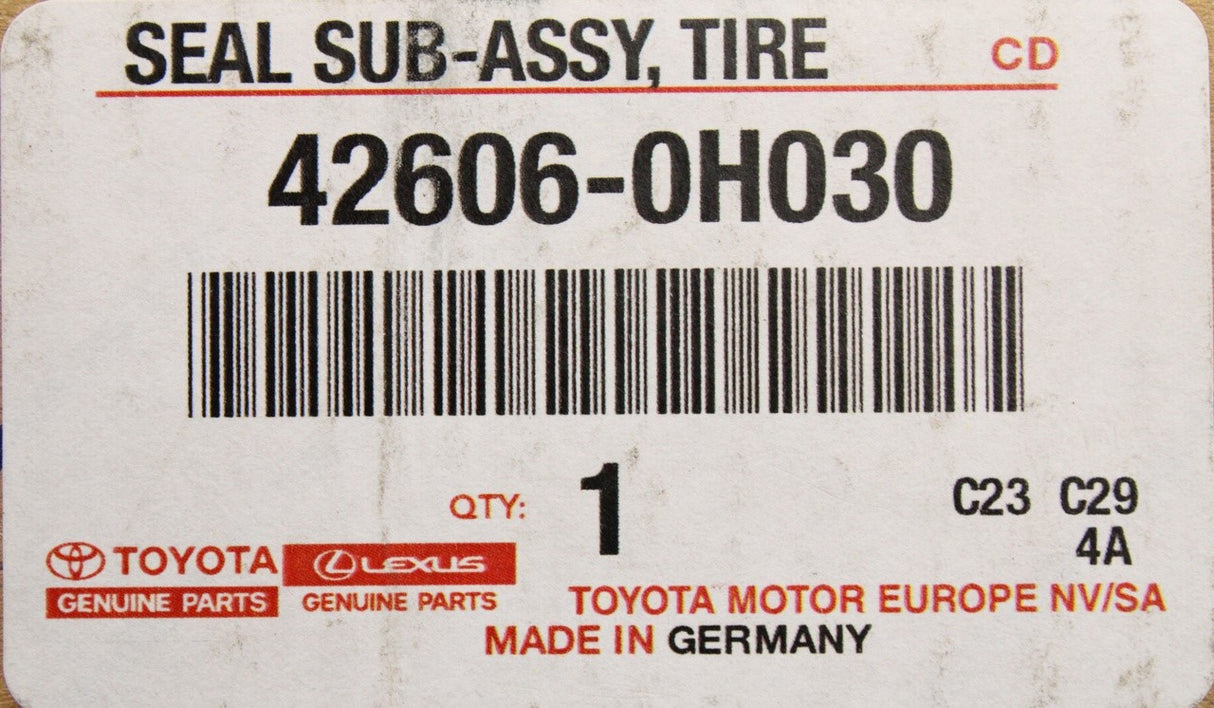 SEAL SUB-ASSY, TIRE CD
42606-0H030
QTY: 1 C23 C29
4A
TOYOTA LEXUS
GENUINE PARTS GENUINE PARTS TOYOTA MOTOR EUROPE NV/SA
MADE IN GERMANY